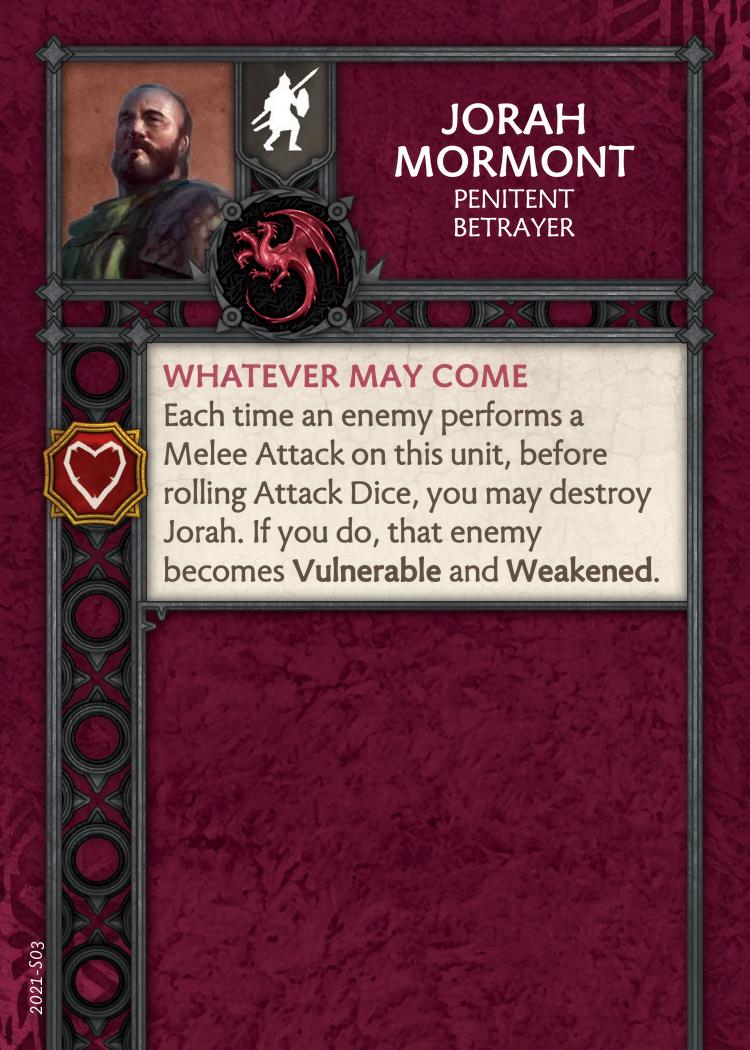 JORAH
MORMONT
PENITENT
BETRAYER
WHATEVER MAY COME
Each time an enemy performs a
Melee Attack on this unit, before
rolling Attack Dice, you may destroy
Jorah. If you do, that enemy
becomes Vulnerable and Weakened.
2021-S03